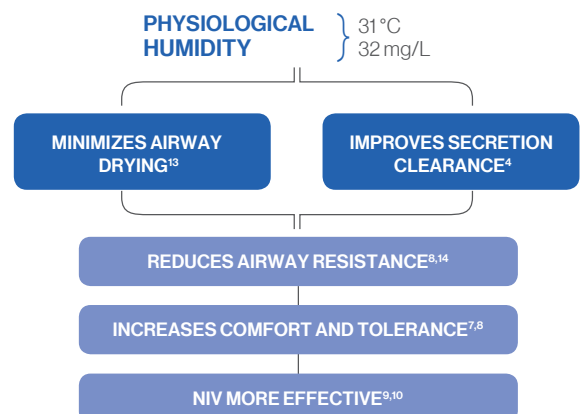 PHYSIOLOGICAL
HUMIDITY
31 °C
32 mg/L
MINIMIZES AIRWAY
DRYING¹³
IMPROVES SECRETION
CLEARANCE⁴
REDUCES AIRWAY RESISTANCE⁸,¹⁴
INCREASES COMFORT AND TOLERANCE⁷,⁸
NIV MORE EFFECTIVE⁹,¹⁰